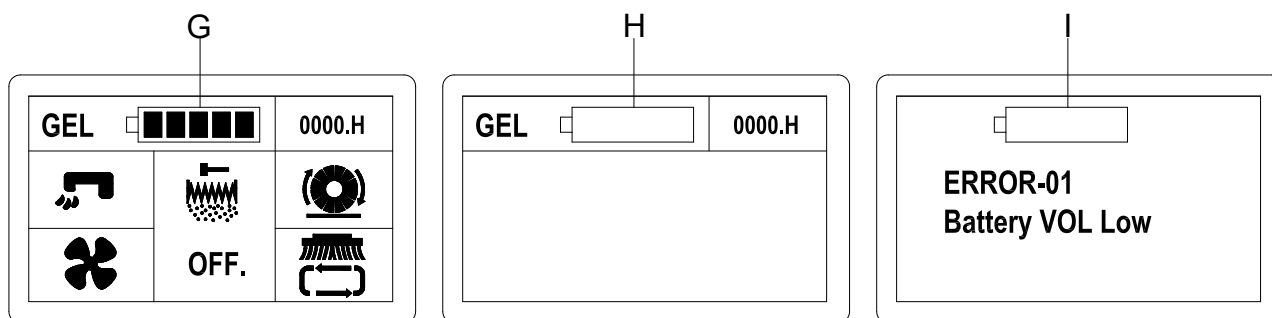 G
H
I
GEL
0000.H
OFF.
GEL
0000.H
ERROR-01
Battery VOL Low